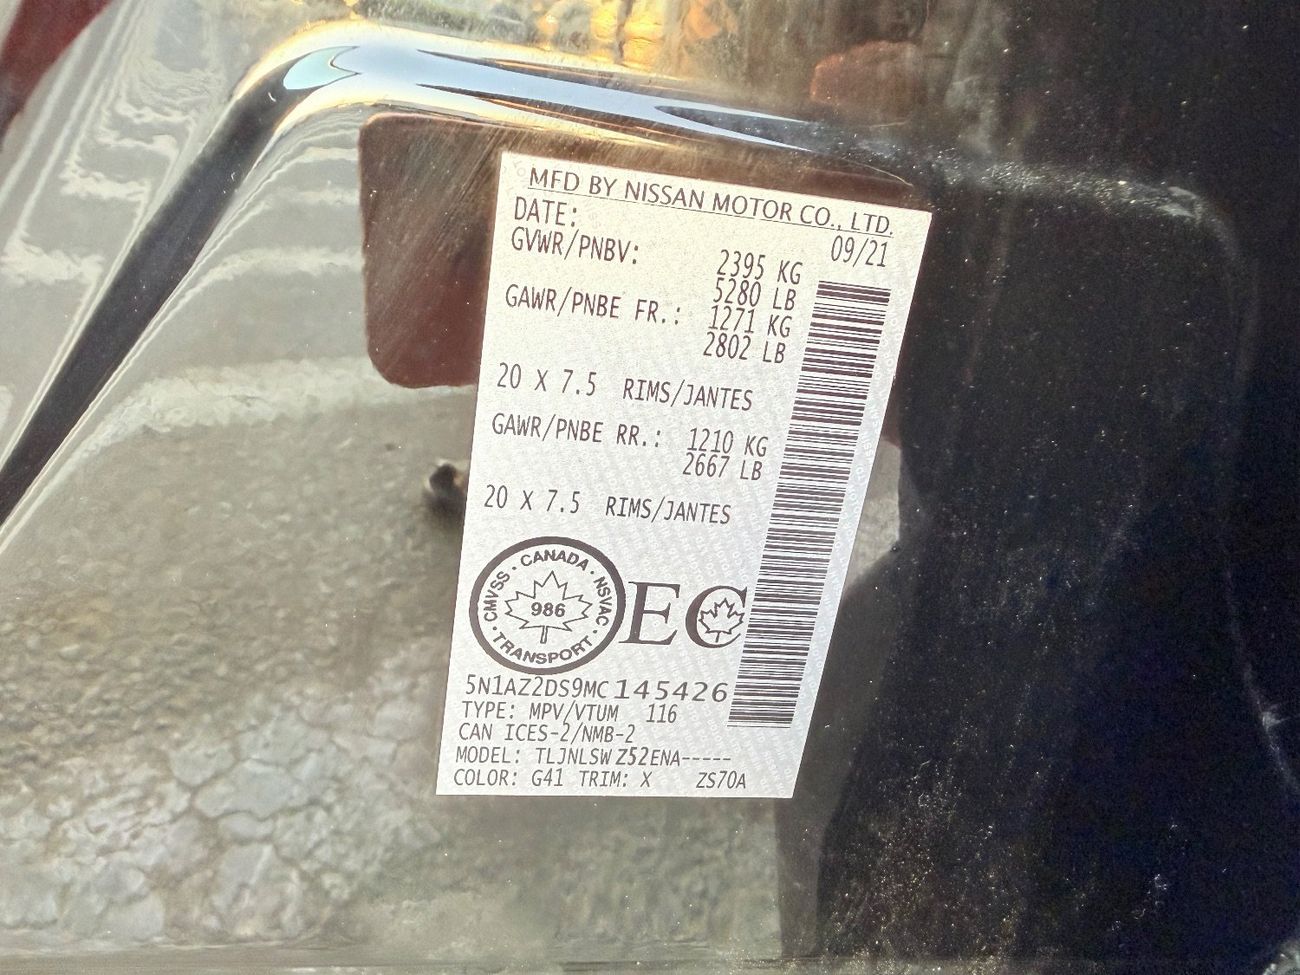 MFD BY NISSAN MOTOR CO., LTD.
DATE: 09/21
GVWR/PNBV: 2395 KG
5280 LB
GAWR/PNBE FR.: 1271 KG
2802 LB
20 X 7.5 RIMS/JANTES
GAWR/PNBE RR.: 1210 KG
2667 LB
20 X 7.5 RIMS/JANTES
CMVSS · CANADA · NSVAC · TRANSPORT ·
986
EC
5N1AZ2DS9MC145426
TYPE: MPV/VTUM 116
CAN ICES-2/NMB-2
MODEL: TLJNLSW Z52ENA-----
COLOR: G41 TRIM: X ZS70A